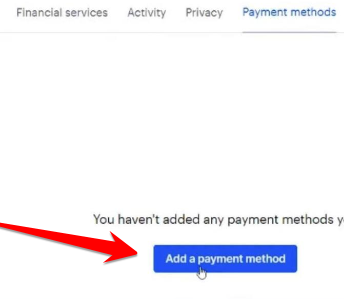 Financial services Activity Privacy Payment methods
You haven't added any payment methods
Add a payment method